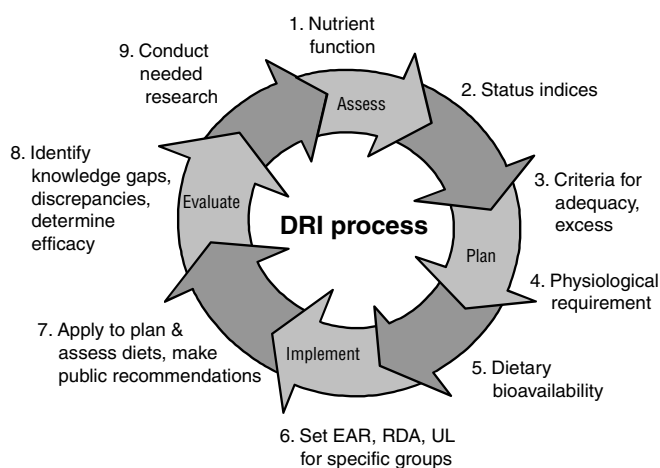 1. Nutrient
function
2. Status indices
3. Criteria for
adequacy,
excess
4. Physiological
requirement
5. Dietary
bioavailability
6. Set EAR, RDA, UL
for specific groups
7. Apply to plan &
assess diets, make
public recommendations
8. Identify
knowledge gaps,
discrepancies,
determine
efficacy
9. Conduct
needed
research
Assess
Plan
Implement
Evaluate
DRI process